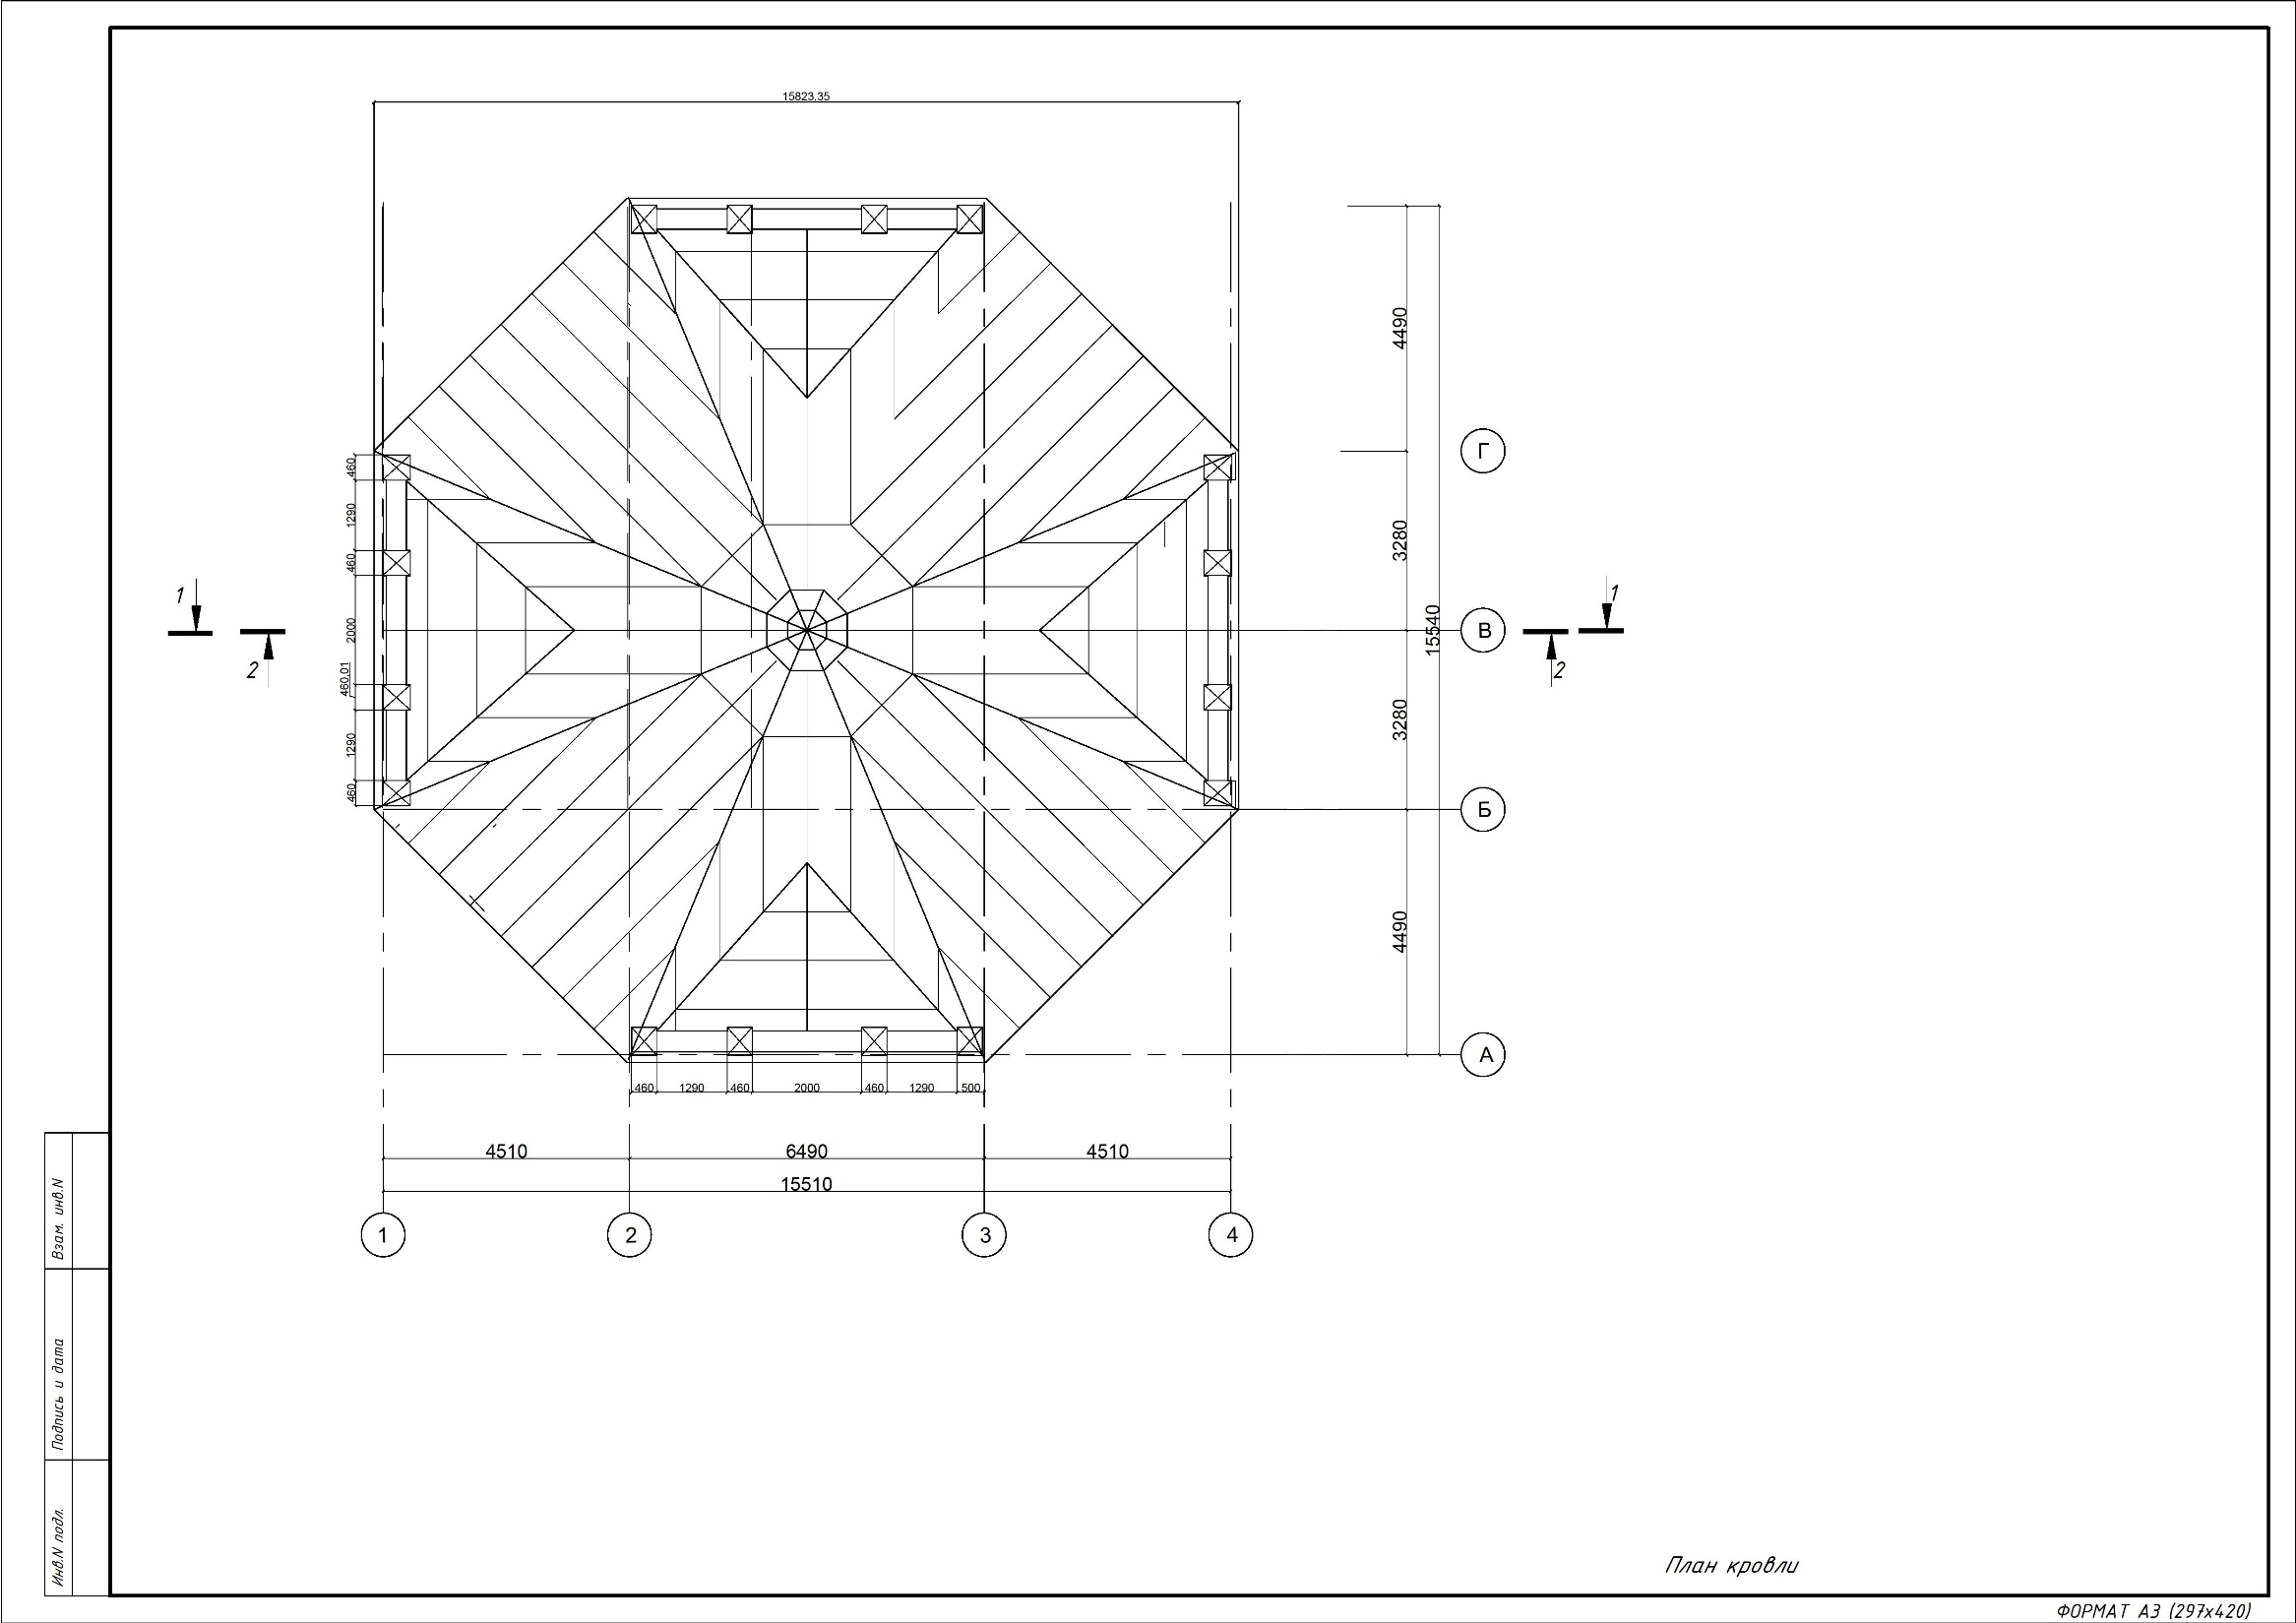 15823,35
4490
Г
460
1290
3280
460
1
1
2000
15540
В
2
2
460,01
3280
1290
460
Б
4490
А
460 1290 460 2000 460 1290 500
4510 6490 4510
15510
1 2 3 4
Взам. инв.N
Подпись и дата
Инв.N подл.
План кровли
ФОРМАТ А3 (297х420)